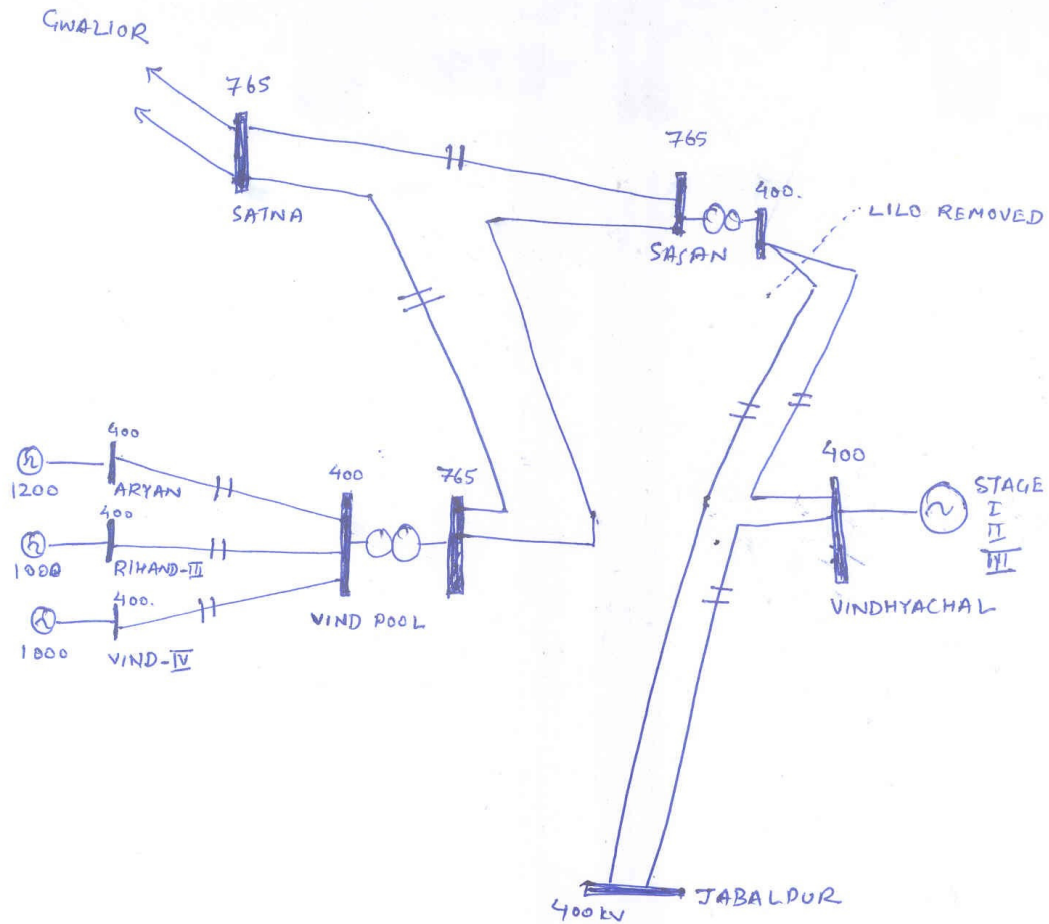 GWALIOR
765
SATNA
765
SASAN
400.
LILO REMOVED
400
1200
ARYAN
400
1000
RIHAND-III
400.
1000
VIND-IV
400
VIND POOL
765
400
VINDHYACHAL
STAGE
I
II
III
400 KV
JABALPUR